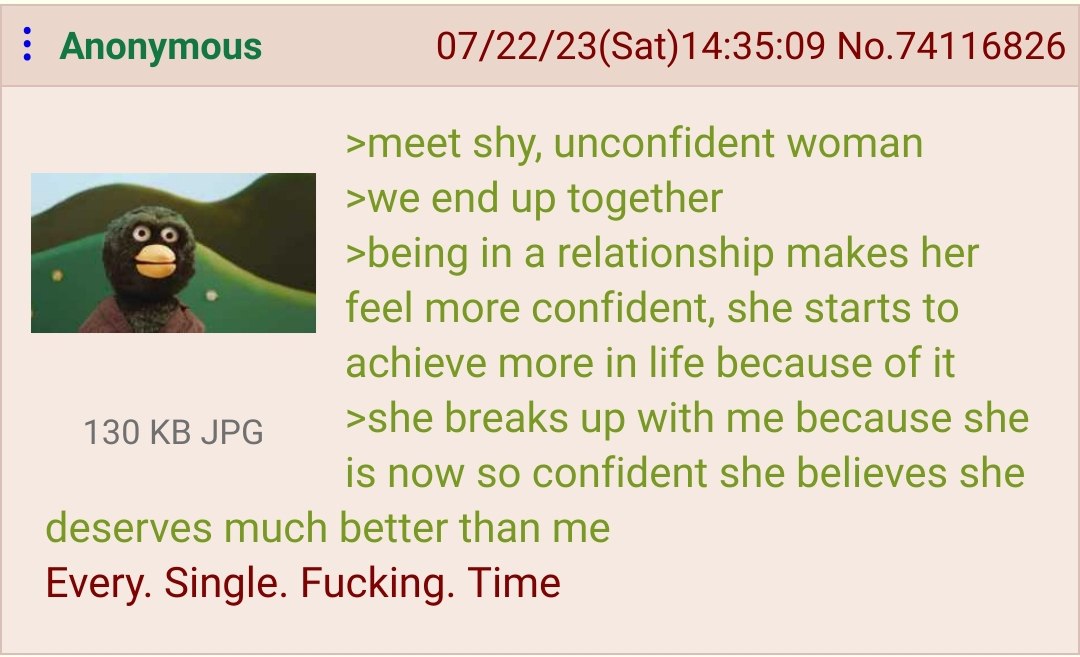 Anonymous 07/22/23(Sat)14:35:09 No.74116826
>meet shy, unconfident woman
>we end up together
>being in a relationship makes her
feel more confident, she starts to
achieve more in life because of it
>she breaks up with me because she
is now so confident she believes she
deserves much better than me
Every. Single. Fucking. Time
130 KB JPG